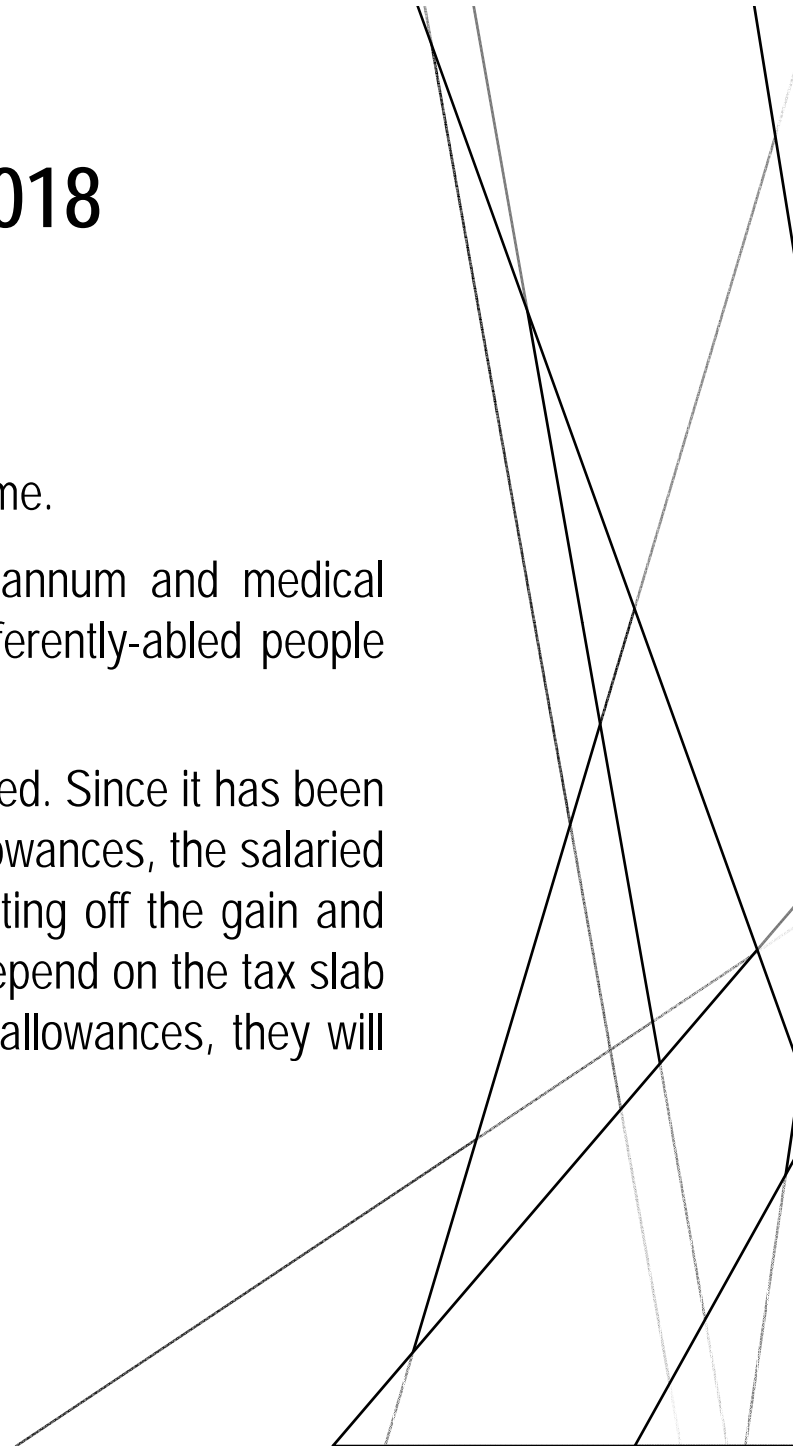 018
me.
annum and medical
ferently-abled people
ed. Since it has been
owances, the salaried
ting off the gain and
epend on the tax slab
allowances, they will